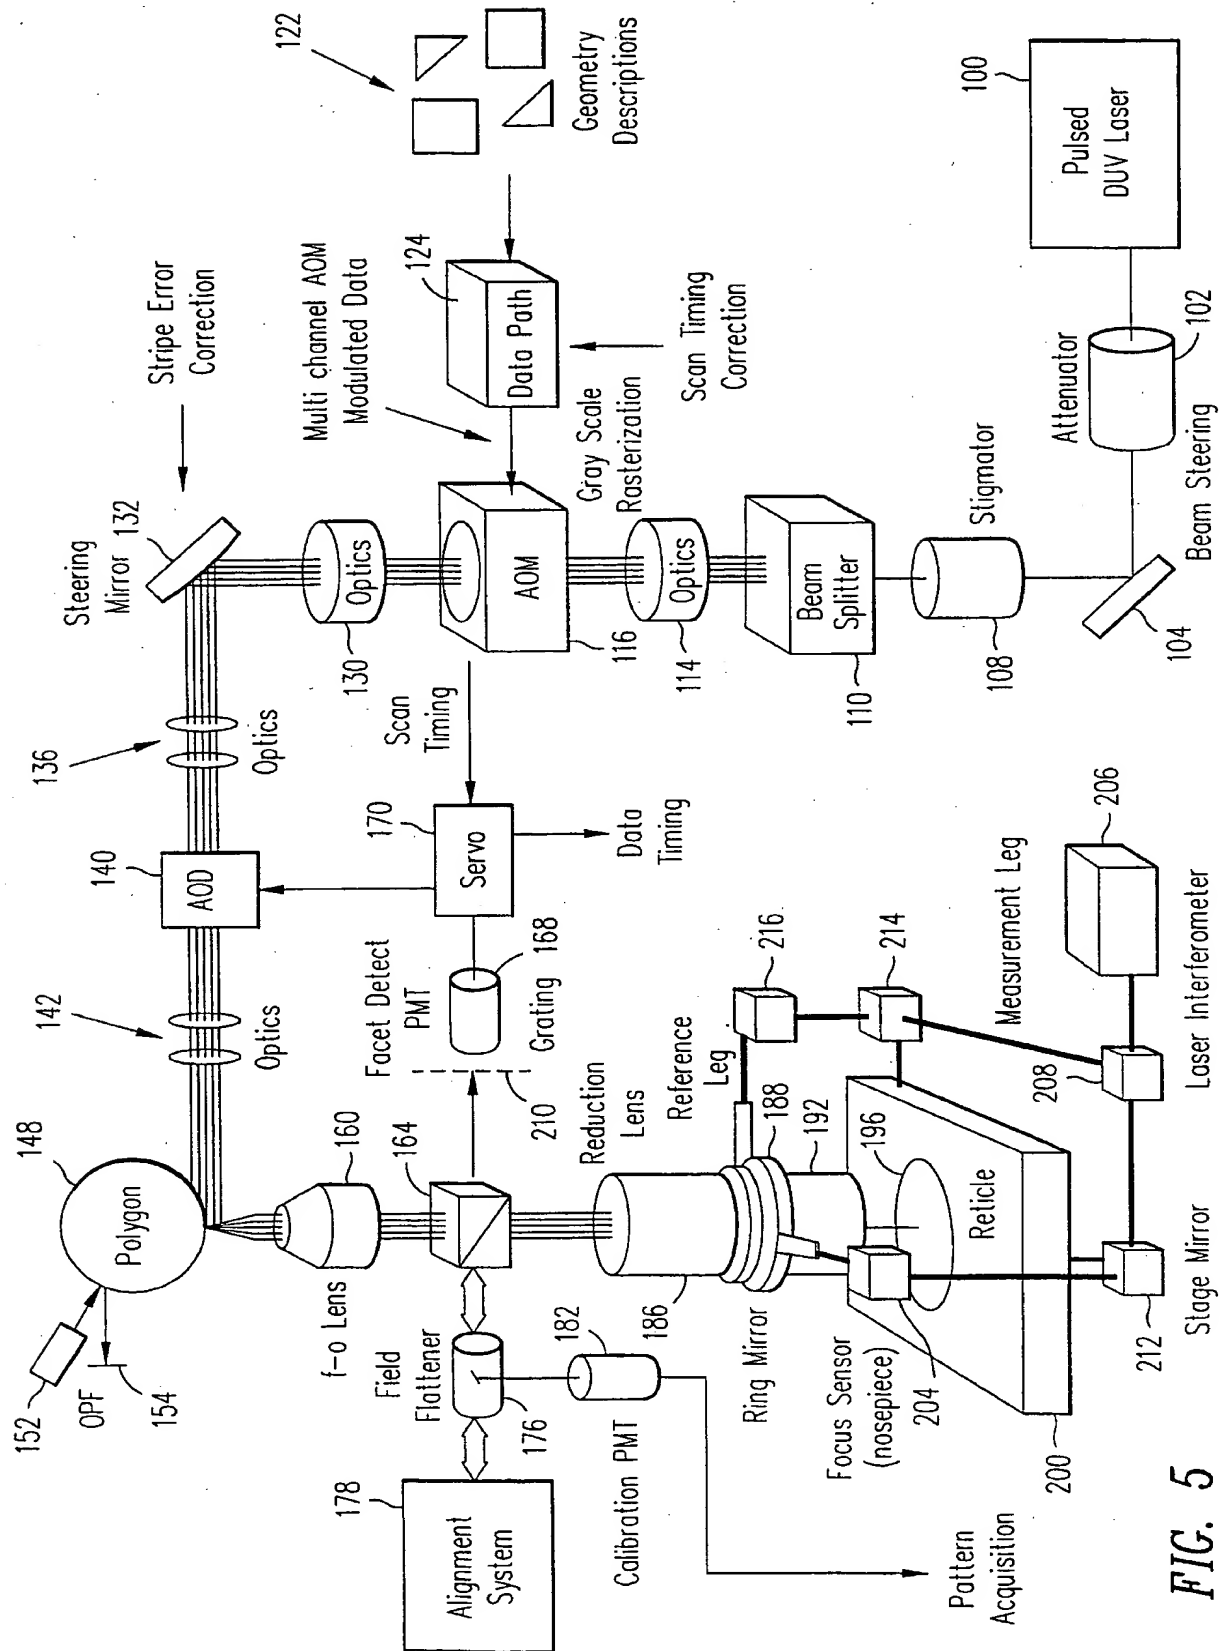 122
Geometry
Descriptions
Stripe Error
Correction
Multi channel AOM
Modulated Data
124
Data Path
Scan Timing
Correction
Gray Scale
Rasterization
100
Pulsed
DUV Laser
Attenuator
102
Beam Steering
104
Stigmator
108
Beam
Splitter
110
Optics
114
AOM
116
Optics
130
Steering
Mirror
132
136
Optics
140
AOD
142
Optics
148
Polygon
152
OPF
154
f-o Lens
160
164
Scan
Timing
170
Servo
Data
Timing
Facet Detect
PMT
168
Grating
210
Field
Flattener
176
178
Alignment
System
182
Calibration PMT
Pattern
Acquisition
Reduction
Lens
186
Ring Mirror
188
192
Reference
Leg
216
214
Measurement Leg
206
208
Laser Interferometer
196
Reticle
Focus Sensor
(nosepiece)
204
200
212
Stage Mirror
FIG. 5